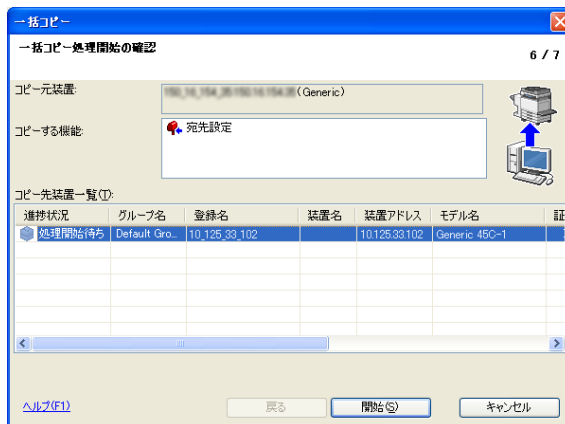 一括コピー
一括コピー処理開始の確認
6 / 7
コピー元装置:
(Generic)
コピーする機能:
宛先設定
コピー先装置一覧(T):
進捗状況 グループ名 登録名 装置名 装置アドレス モデル名
処理開始待ち Default Gro... 10_125_33_102 10.125.33.102 Generic 45C-1
ヘルプ(F1) 戻る 開始(S) キャンセル